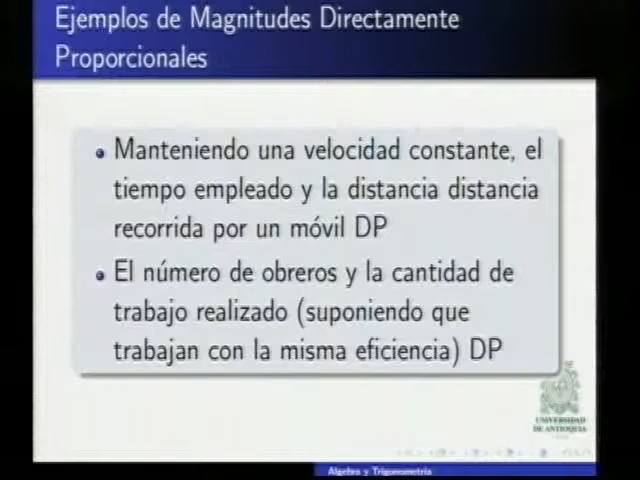 Ejemplos de Magnitudes Directamente
Proporcionales
Manteniendo una velocidad constante, el
tiempo empleado y la distancia distancia
recorrida por un móvil DP
El número de obreros y la cantidad de
trabajo realizado (suponiendo que
trabajan con la misma eficiencia) DP
UNIVERSIDAD
DE ANTIOQUIA
Algebra y Trigonometría